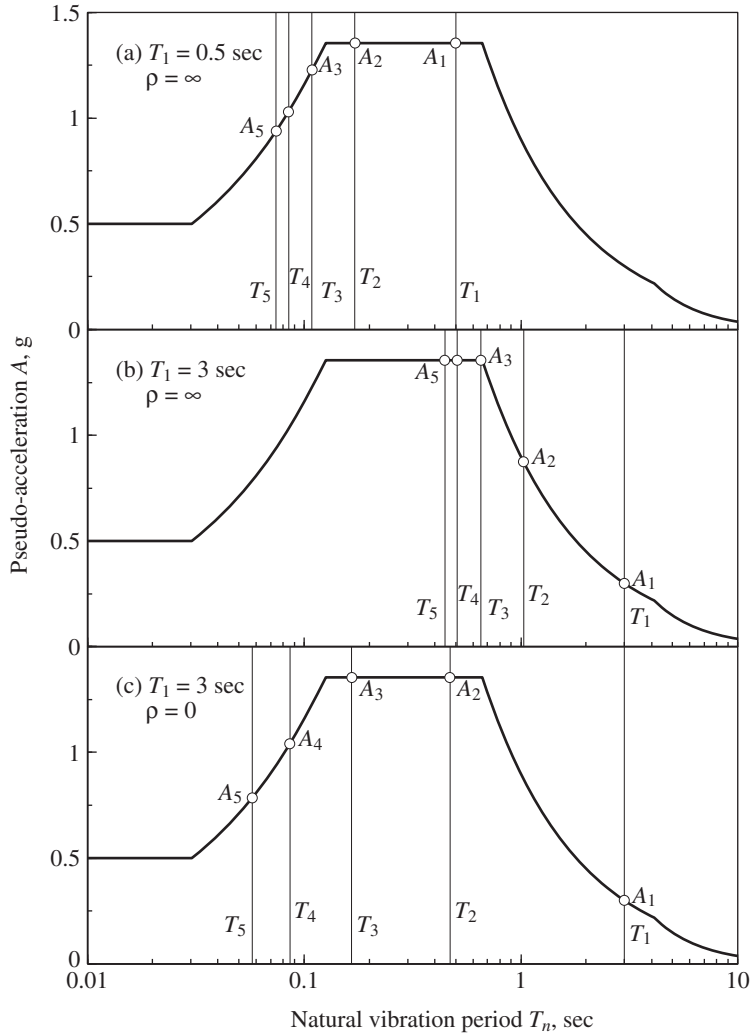 1.5
(a) T1 = 0.5 sec
ρ = ∞
A3
A2
A1
1
A5
0.5
T5
T4
T3
T2
T1
0
(b) T1 = 3 sec
ρ = ∞
A5
A3
1
A2
0.5
A1
T5
T4
T3
T2
T1
0
(c) T1 = 3 sec
ρ = 0
A3
A2
1
A4
A5
0.5
A1
T5
T4
T3
T2
T1
0
0.01
0.1
1
10
Pseudo-acceleration A, g
Natural vibration period Tn, sec